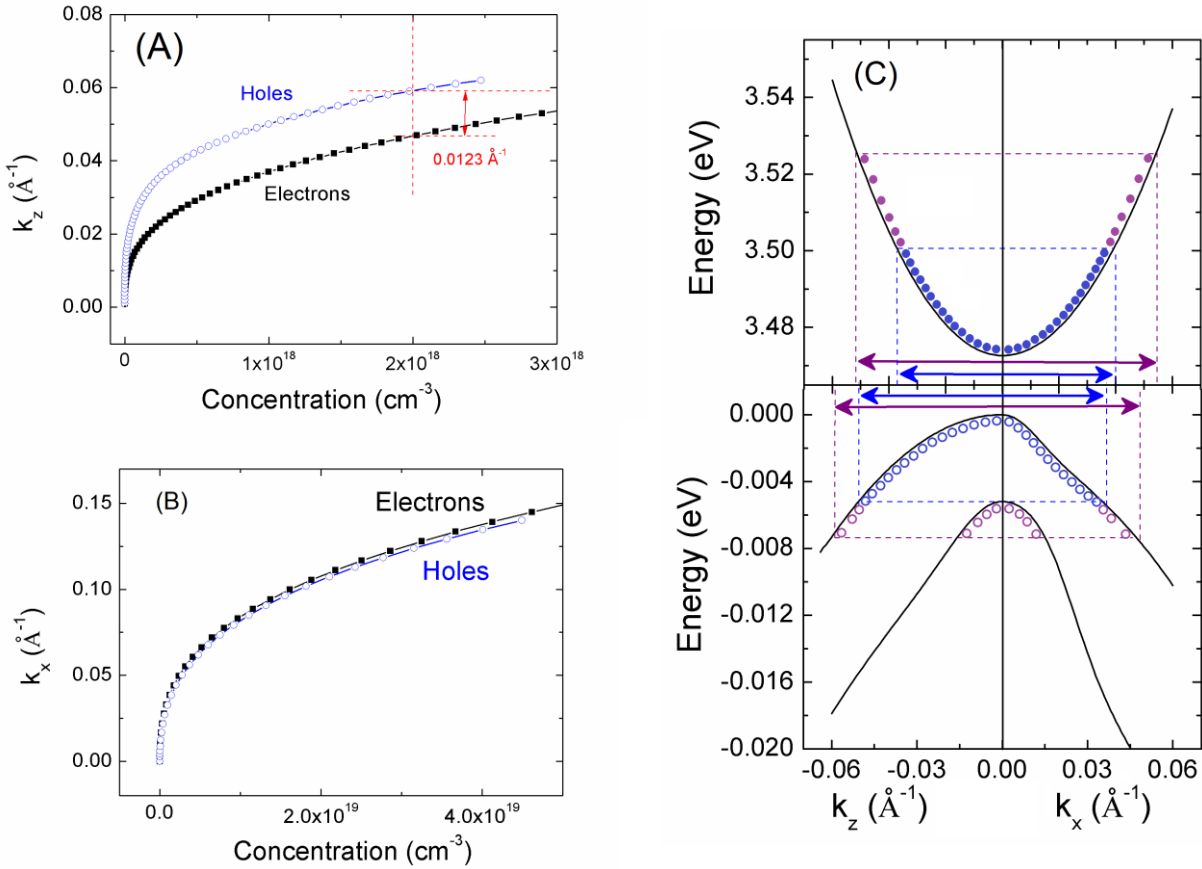 (A)
0.08
0.06
0.04
0.02
0.00
k_z (Å⁻¹)
Holes
Electrons
0.0123 Å⁻¹
0
1x10¹⁸
2x10¹⁸
3x10¹⁸
Concentration (cm⁻³)
(B)
0.15
0.10
0.05
0.00
k_x (Å⁻¹)
Electrons
Holes
0.0
2.0x10¹⁹
4.0x10¹⁹
Concentration (cm⁻³)
(C)
3.54
3.52
3.50
3.48
Energy (eV)
0.000
-0.004
-0.008
-0.012
-0.016
-0.020
Energy (eV)
-0.06
-0.03
0.00
0.03
0.06
k_z (Å⁻¹)
k_x (Å⁻¹)